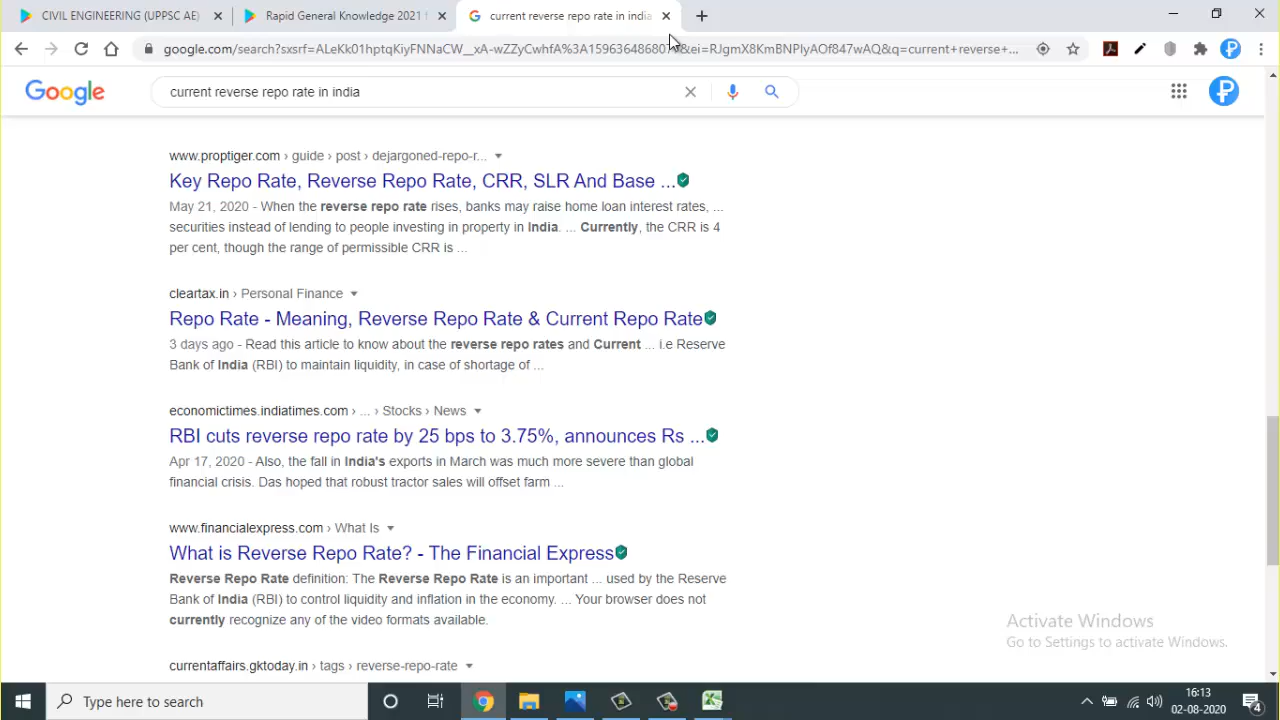 CIVIL ENGINEERING (UPPSC AE)
Rapid General Knowledge 2021 f
current reverse repo rate in india
google.com/search?sxsrf=ALeKk01hptqKiyFNNaCW__xA-wZZyCwhfA%3A1596364868073&ei=RJgmX8KmBNPIyAOf847wAQ&q=current+reverse+...
Google
current reverse repo rate in india
www.proptiger.com › guide › post › dejargoned-repo-r...
Key Repo Rate, Reverse Repo Rate, CRR, SLR And Base ...
May 21, 2020 - When the reverse repo rate rises, banks may raise home loan interest rates, ...
securities instead of lending to people investing in property in India. ... Currently, the CRR is 4
per cent, though the range of permissible CRR is ...
cleartax.in › Personal Finance
Repo Rate - Meaning, Reverse Repo Rate & Current Repo Rate
3 days ago - Read this article to know about the reverse repo rates and Current ... i.e Reserve
Bank of India (RBI) to maintain liquidity, in case of shortage of ...
economictimes.indiatimes.com › ... › Stocks › News
RBI cuts reverse repo rate by 25 bps to 3.75%, announces Rs ...
Apr 17, 2020 - Also, the fall in India's exports in March was much more severe than global
financial crisis. Das hoped that robust tractor sales will offset farm ...
www.financialexpress.com › What Is
What is Reverse Repo Rate? - The Financial Express
Reverse Repo Rate definition: The Reverse Repo Rate is an important ... used by the Reserve
Bank of India (RBI) to control liquidity and inflation in the economy. ... Your browser does not
currently recognize any of the video formats available.
Activate Windows
Go to Settings to activate Windows.
currentaffairs.gktoday.in › tags › reverse-repo-rate
Type here to search
16:13
02-08-2020
4